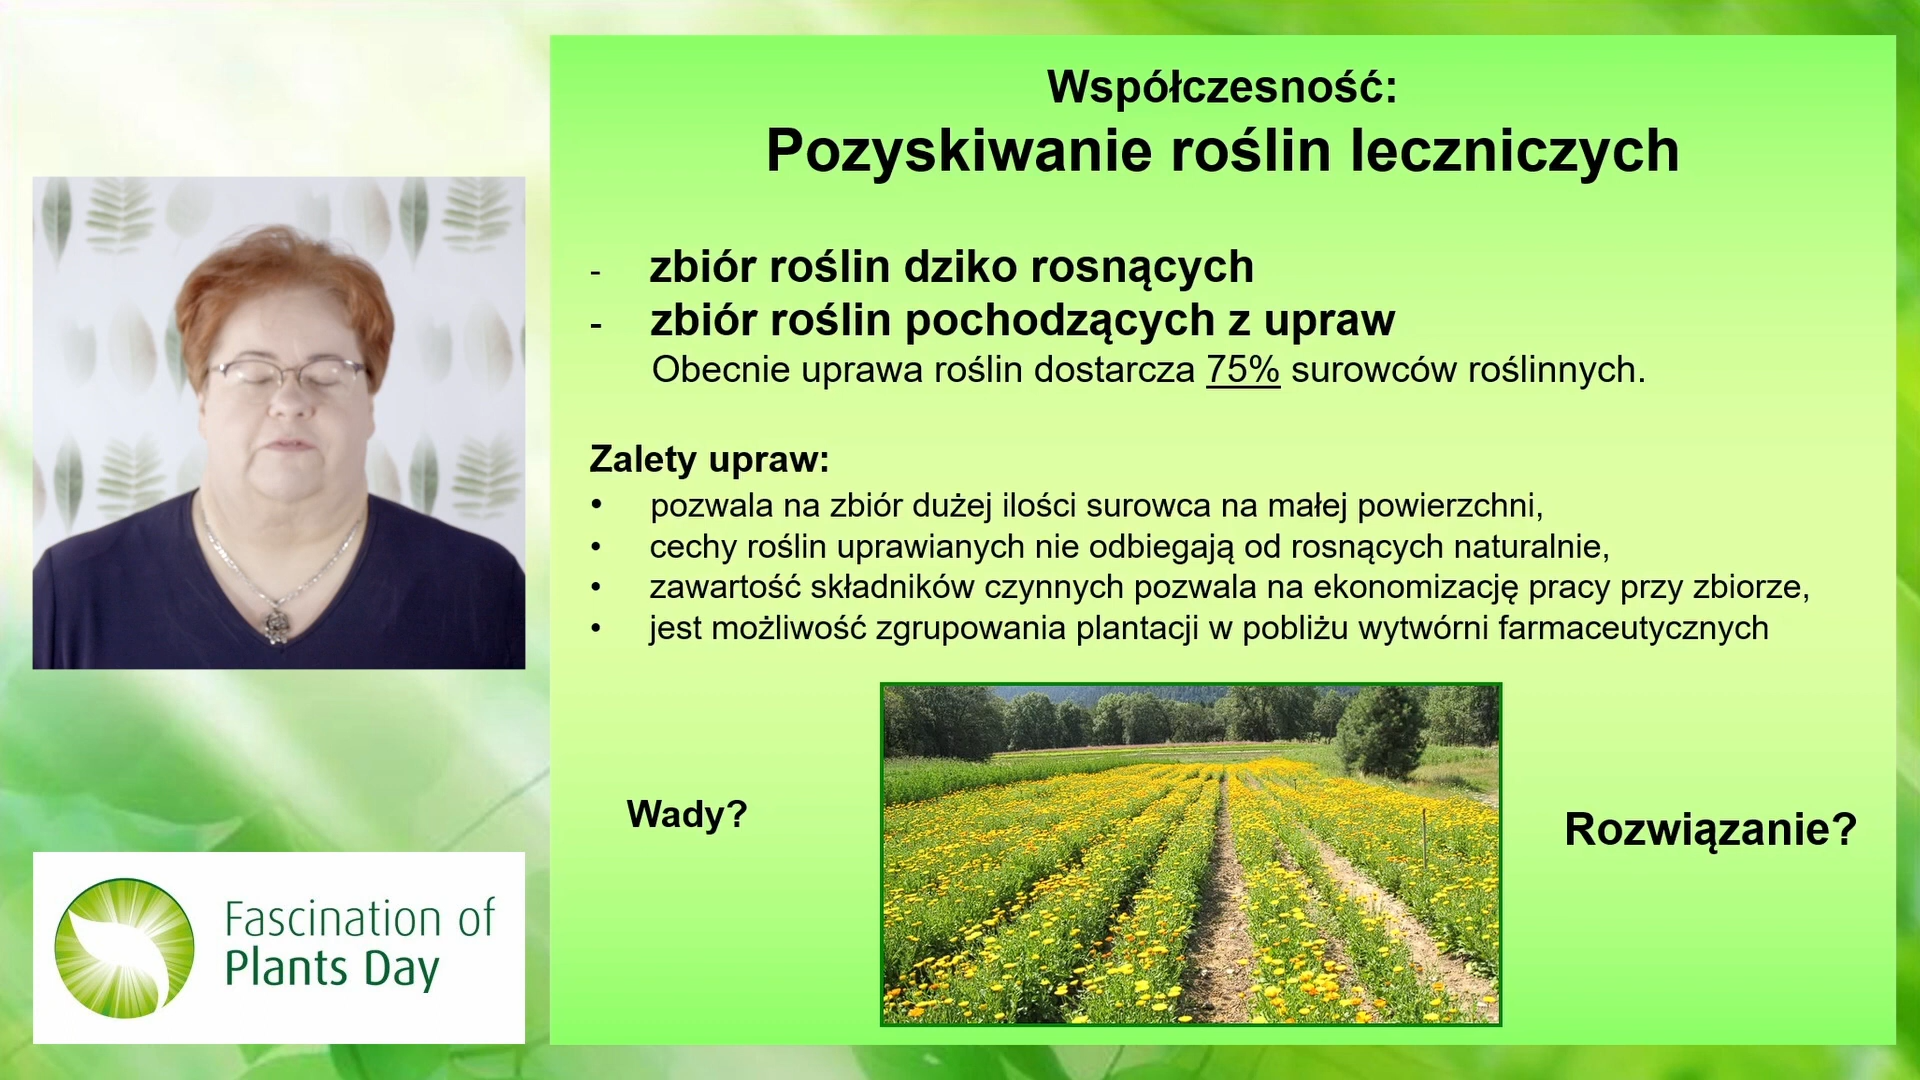 Współczesność:
Pozyskiwanie roślin leczniczych
- zbiór roślin dziko rosnących
- zbiór roślin pochodzących z upraw
Obecnie uprawa roślin dostarcza 75% surowców roślinnych.
Zalety upraw:
• pozwala na zbiór dużej ilości surowca na małej powierzchni,
• cechy roślin uprawianych nie odbiegają od rosnących naturalnie,
• zawartość składników czynnych pozwala na ekonomizację pracy przy zbiorze,
• jest możliwość zgrupowania plantacji w pobliżu wytwórni farmaceutycznych
Wady?
Rozwiązanie?
Fascination of
Plants Day